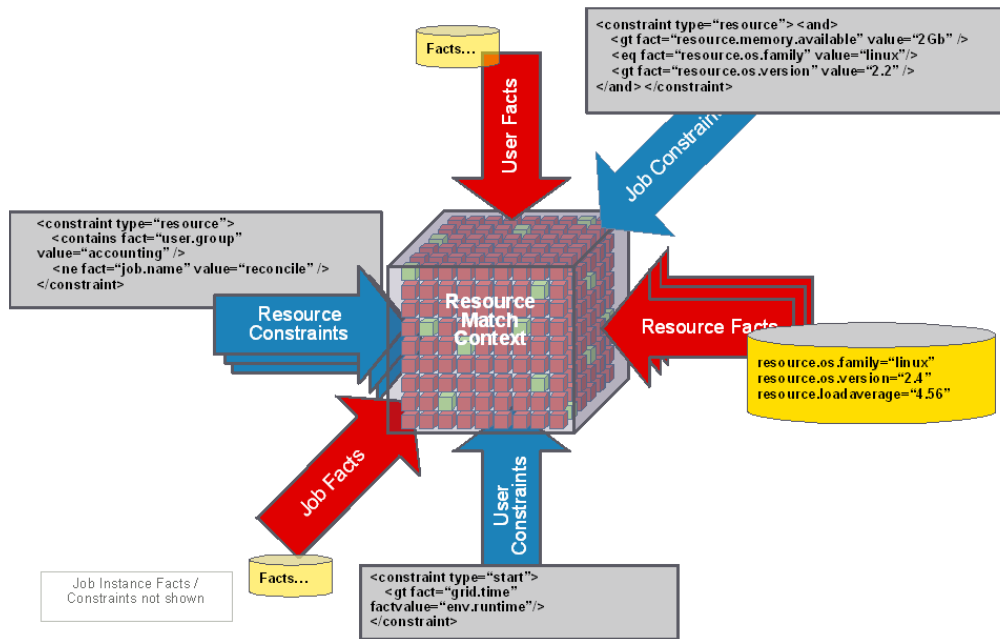 <constraint type=“resource”> <and>
<gt fact=“resource.memory.available” value=“2Gb” />
<eq fact=“resource.os.family” value=“linux”/>
<gt fact=“resource.os.version” value=“2.2” />
</and> </constraint>
Facts…
User Facts
Job Constraints
<constraint type=“resource”>
<contains fact=“user.group”
value=“accounting” />
<ne fact=“job.name” value=“reconcile” />
</constraint>
Resource
Constraints
Resource
Match
Context
Resource Facts
resource.os.family=“linux”
resource.os.version=“2.4”
resource.loadaverage=“4.56”
Job Facts
User
Constraints
Facts…
Job Instance Facts /
Constraints not shown
<constraint type=“start”>
<gt fact=“grid.time”
factvalue=“env.runtime”/>
</constraint>